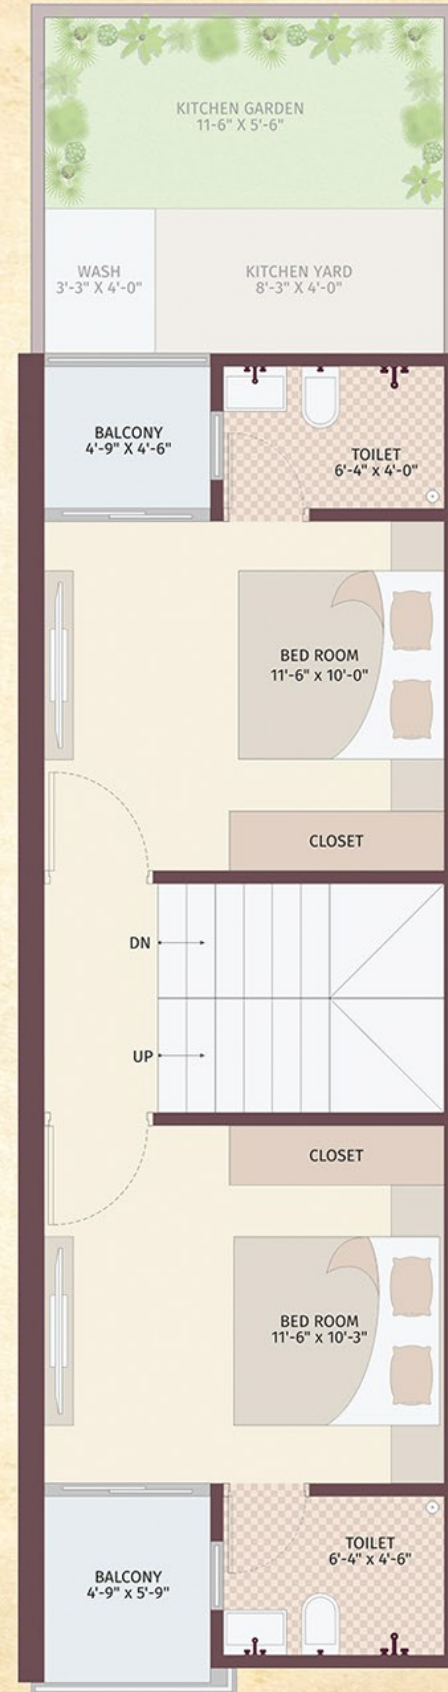 KITCHEN GARDEN
11'-6" X 5'-6"
WASH
3'-3" X 4'-0"
KITCHEN YARD
8'-3" X 4'-0"
BALCONY
4'-9" X 4'-6"
TOILET
6'-4" x 4'-0"
BED ROOM
11'-6" x 10'-0"
CLOSET
DN
UP
CLOSET
BED ROOM
11'-6" x 10'-3"
TOILET
6'-4" x 4'-6"
BALCONY
4'-9" x 5'-9"